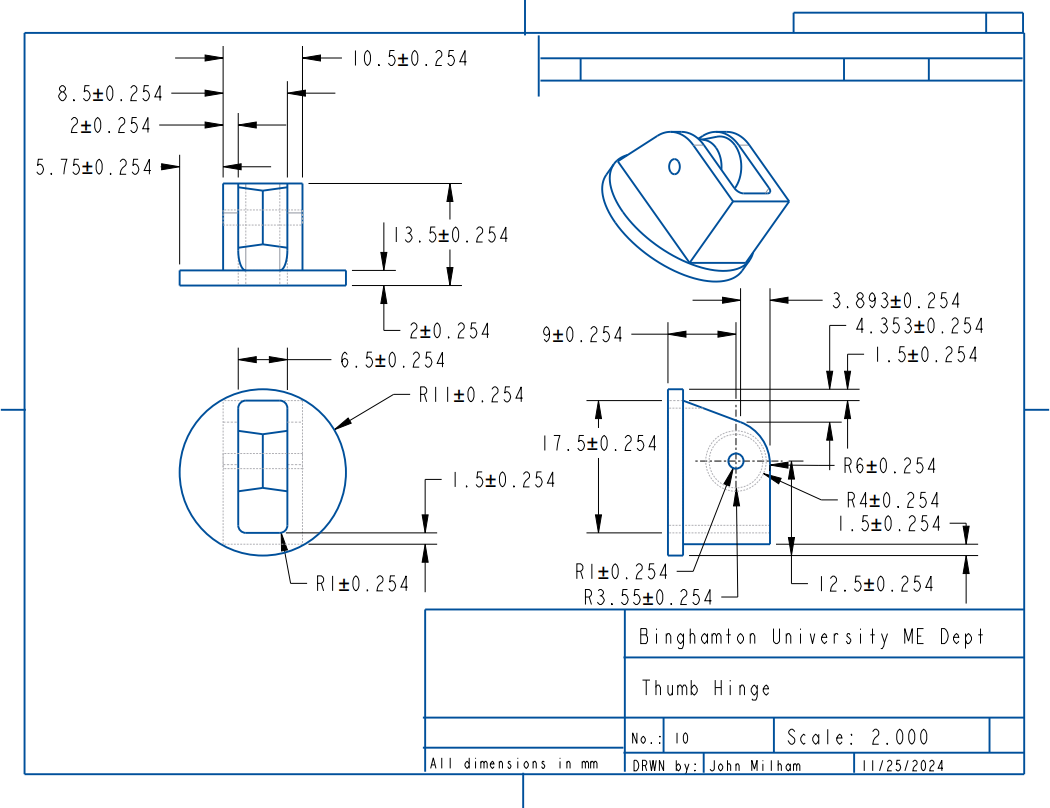 10.5±0.254
8.5±0.254
2±0.254
5.75±0.254
13.5±0.254
2±0.254
6.5±0.254
R11±0.254
1.5±0.254
R1±0.254
3.893±0.254
9±0.254
4.353±0.254
1.5±0.254
17.5±0.254
R6±0.254
R4±0.254
1.5±0.254
R1±0.254
12.5±0.254
R3.55±0.254
Binghamton University ME Dept
Thumb Hinge
No.: 10 Scale: 2.000
All dimensions in mm DRWN by: John Milham 11/25/2024